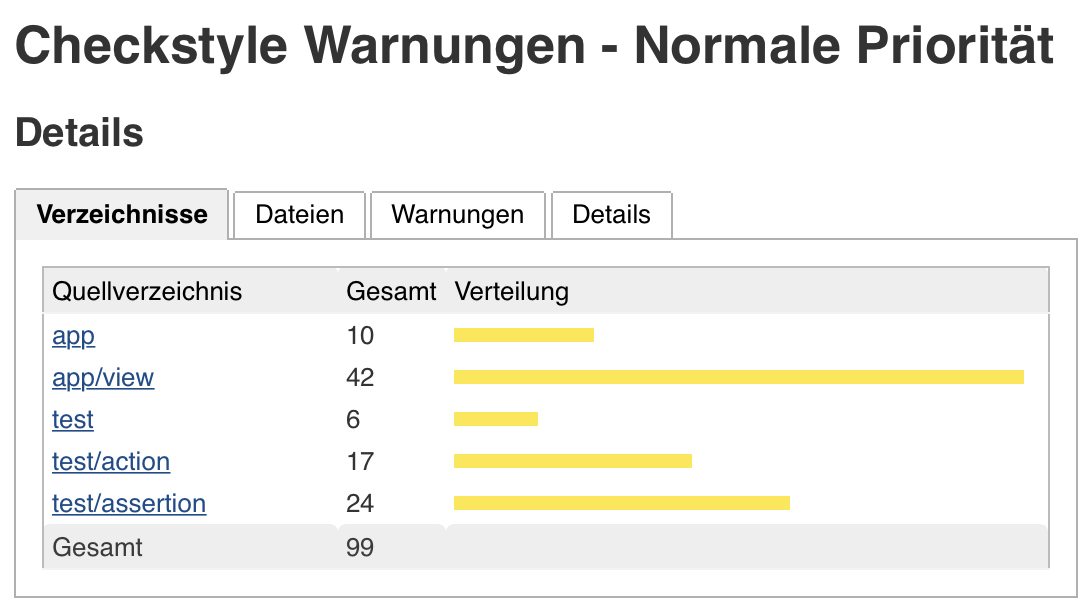 Checkstyle Warnungen - Normale Priorität
Details
Verzeichnisse Dateien Warnungen Details
Quellverzeichnis Gesamt Verteilung
app 10
app/view 42
test 6
test/action 17
test/assertion 24
Gesamt 99